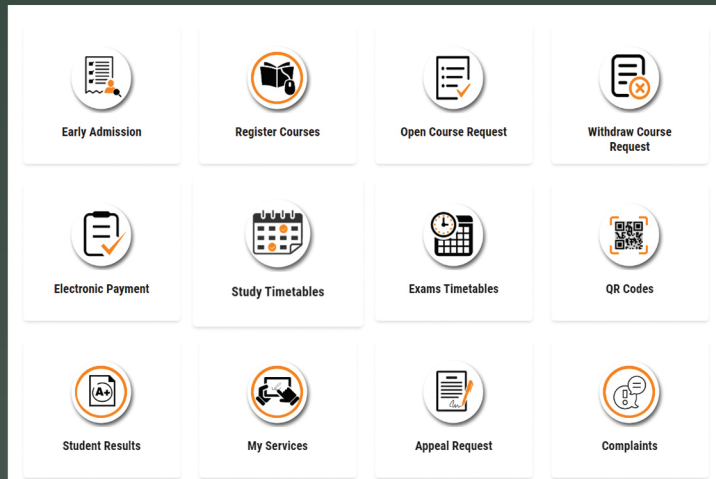 Early Admission
Register Courses
Open Course Request
Withdraw Course
Request
Electronic Payment
Study Timetables
Exams Timetables
QR Codes
A+
Student Results
My Services
Appeal Request
Complaints